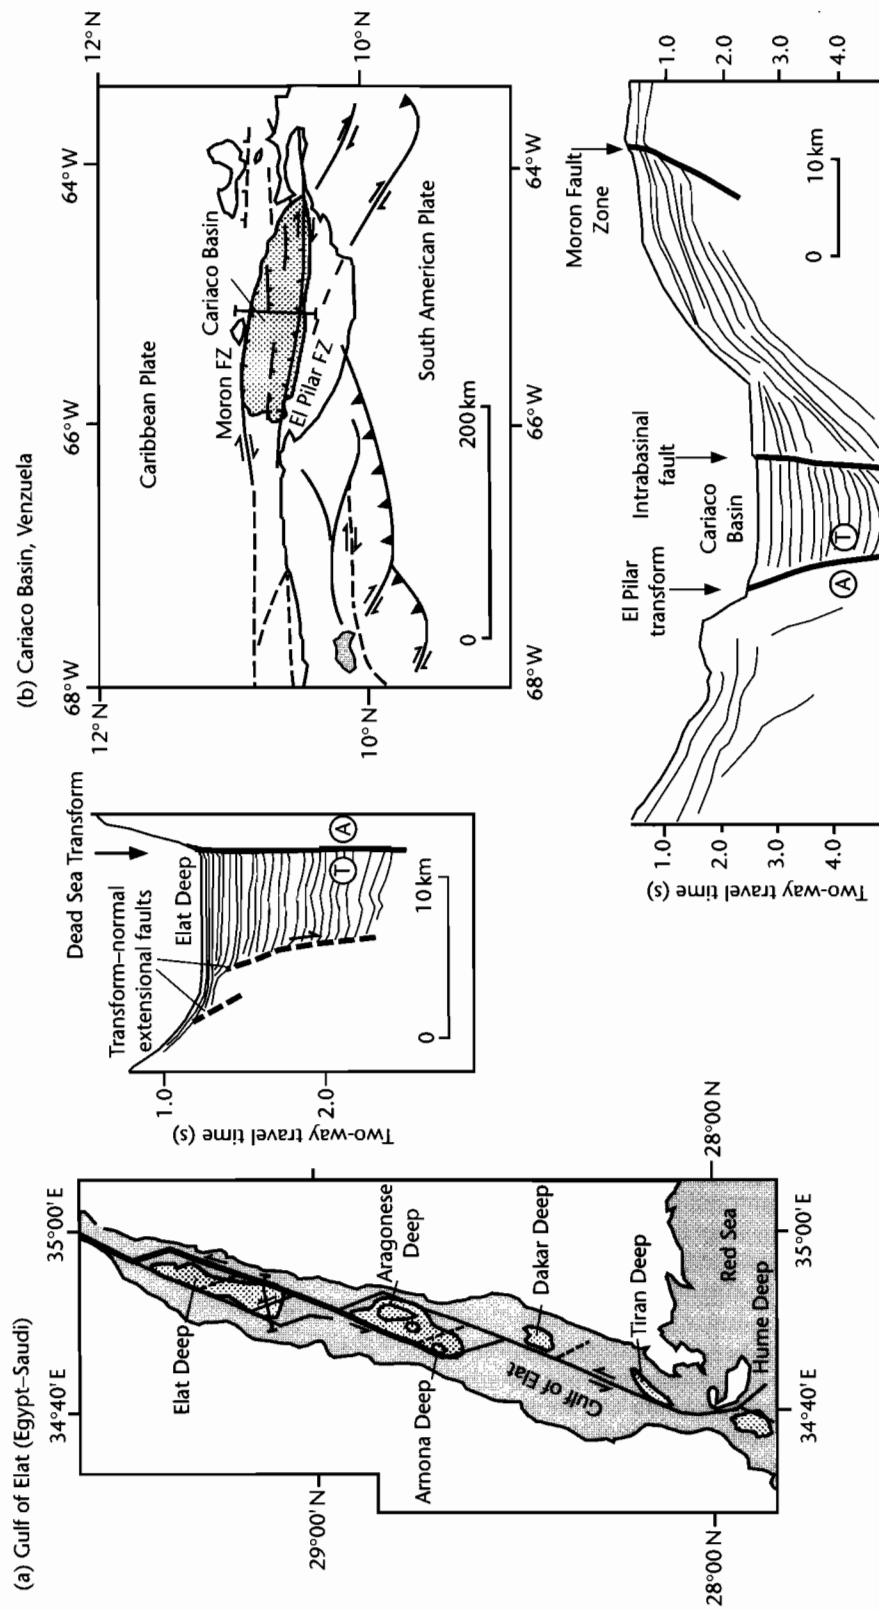 (a) Gulf of Elat (Egypt–Saudi)
34°40' E
35°00' E
29°00' N
28°00' N
28°00' N
34°40' E
35°00' E
Elat Deep
Aragonese
Deep
Arnona Deep
Dakar Deep
Gulf of Elat
Tiran Deep
Red Sea
Hume Deep
Dead Sea Transform
Transform–normal
extensional faults
Elat Deep
1.0
2.0
Two-way travel time (s)
T
A
0
10 km
(b) Cariaco Basin, Venzuela
68° W
66° W
64° W
12° N
12° N
10° N
10° N
Caribbean Plate
Moron FZ
Cariaco Basin
El Pilar FZ
South American Plate
0
200 km
68° W
66° W
64° W
El Pilar
transform
Intrabasinal
fault
Moron Fault
Zone
Cariaco
Basin
A
T
1.0
2.0
3.0
4.0
Two-way travel time (s)
1.0
2.0
3.0
4.0
0
10 km